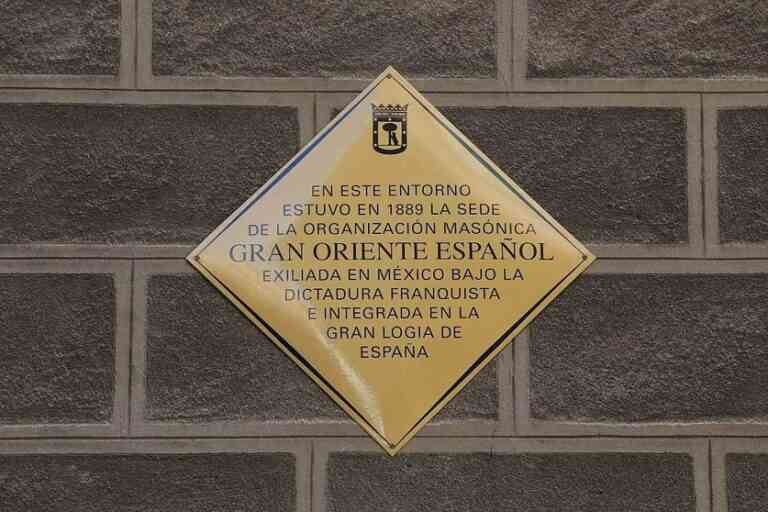 EN ESTE ENTORNO
ESTUVO EN 1889 LA SEDE
DE LA ORGANIZACIÓN MASÓNICA
GRAN ORIENTE ESPAÑOL
EXILIADA EN MÉXICO BAJO LA
DICTADURA FRANQUISTA
E INTEGRADA EN LA
GRAN LOGIA DE
ESPAÑA